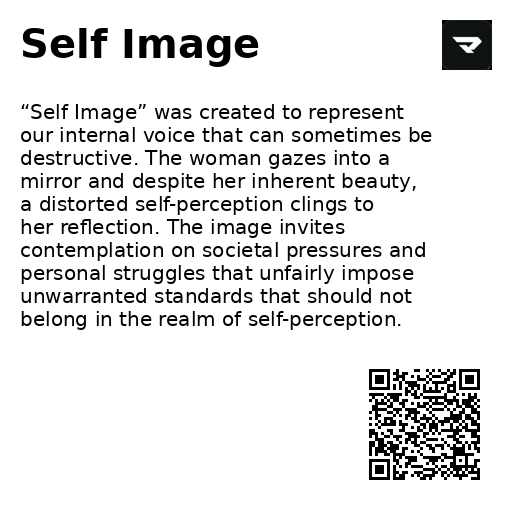 Self Image
“Self Image” was created to represent
our internal voice that can sometimes be
destructive. The woman gazes into a
mirror and despite her inherent beauty,
a distorted self-perception clings to
her reflection. The image invites
contemplation on societal pressures and
personal struggles that unfairly impose
unwarranted standards that should not
belong in the realm of self-perception.